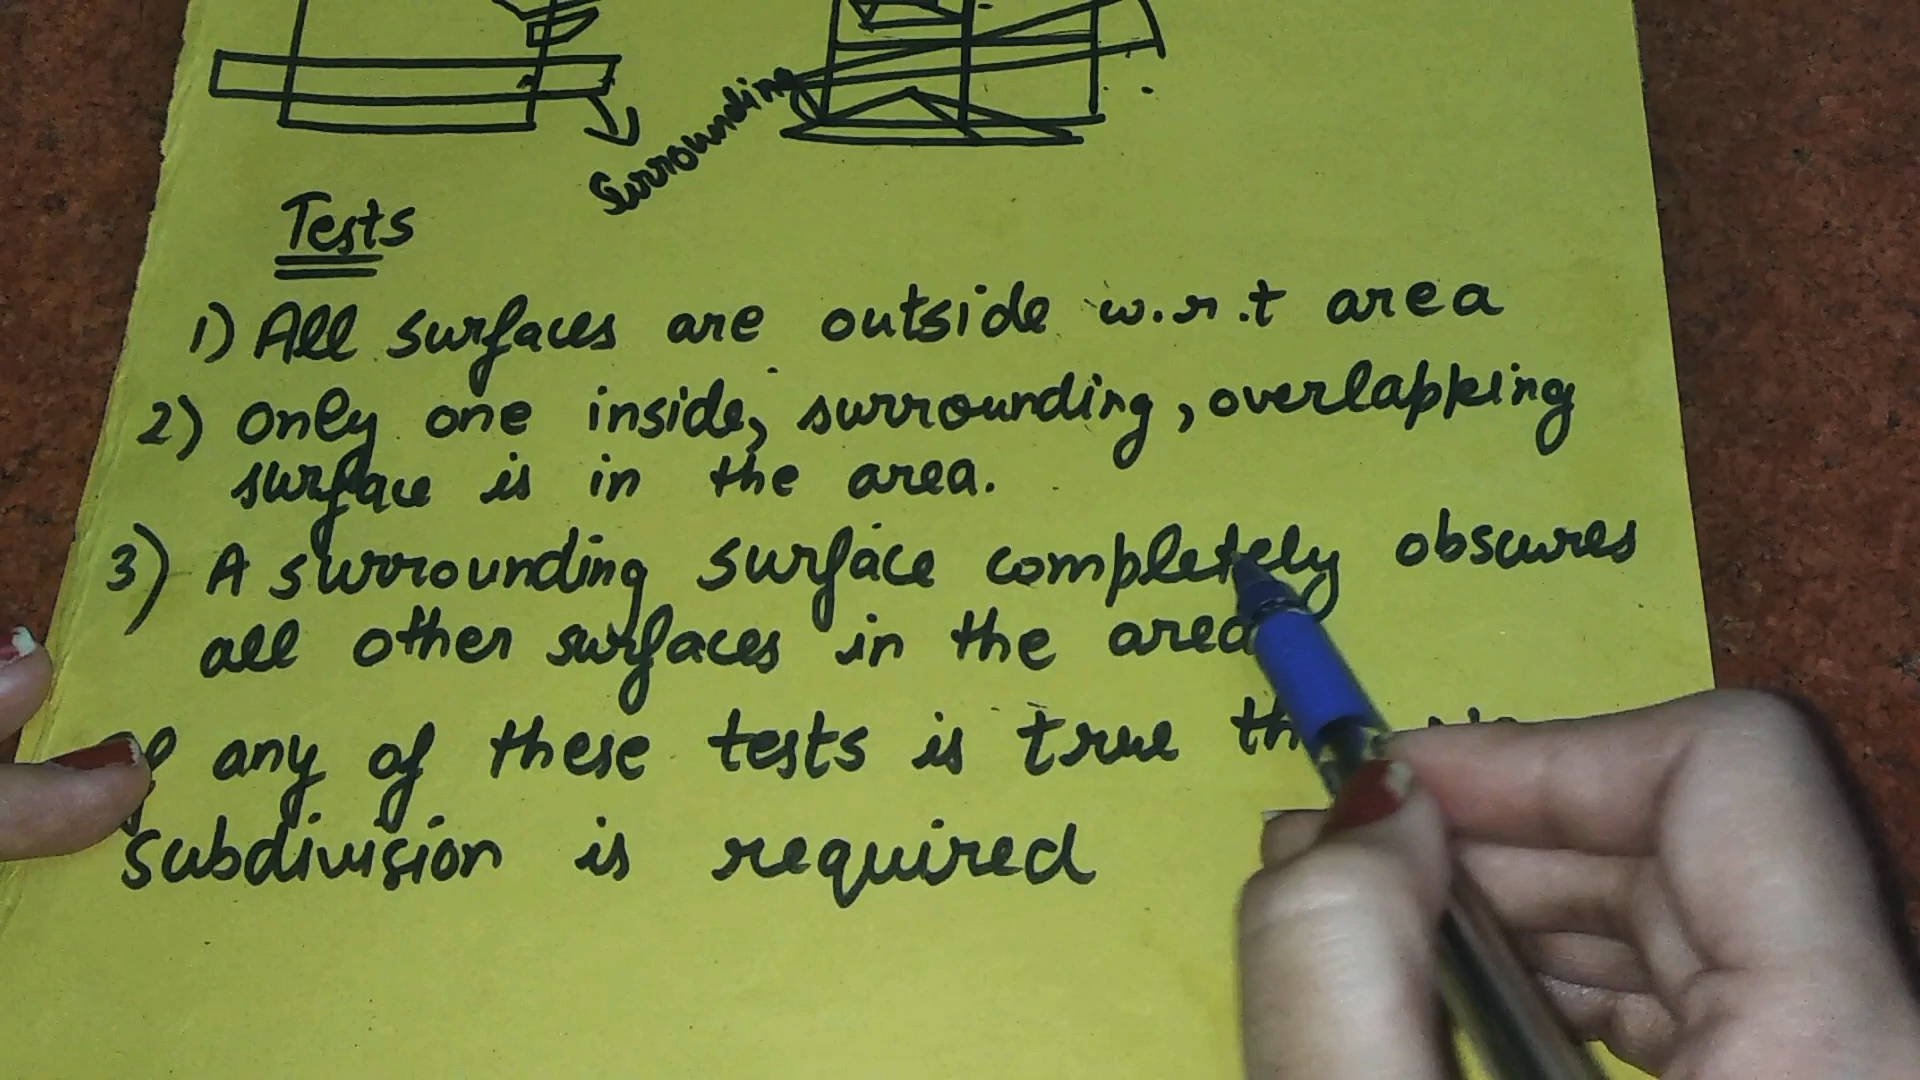 Surrounding
Tests
1) All surfaces are outside w.r.t area
2) Only one inside, surrounding, overlapping
surface is in the area.
3) A surrounding surface completely obscures
all other surfaces in the area
any of these tests is true
subdivision is required